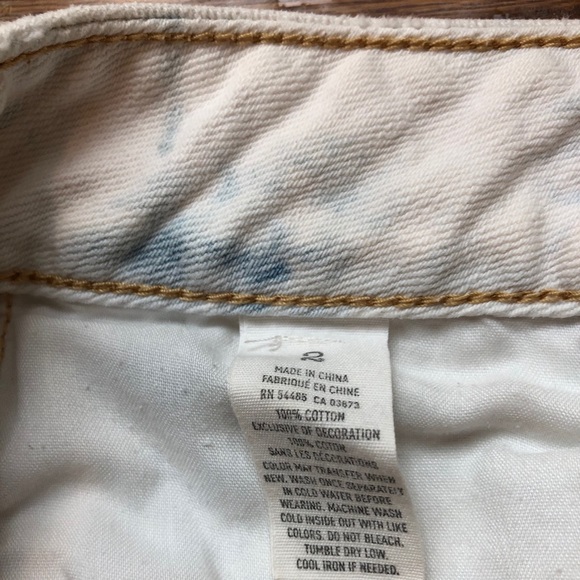 2
MADE IN CHINA
FABRIQUÉ EN CHINE
RN 54485 CA 03673
100% COTTON
EXCLUSIVE OF DECORATION
100% COTON
SANS LES DÉCORATIONS
COLOR MAY TRANSFER WHEN
NEW. WASH ONCE SEPARATELY
IN COLD WATER BEFORE
WEARING. MACHINE WASH
COLD INSIDE OUT WITH LIKE
COLORS. DO NOT BLEACH.
TUMBLE DRY LOW.
COOL IRON IF NEEDED.